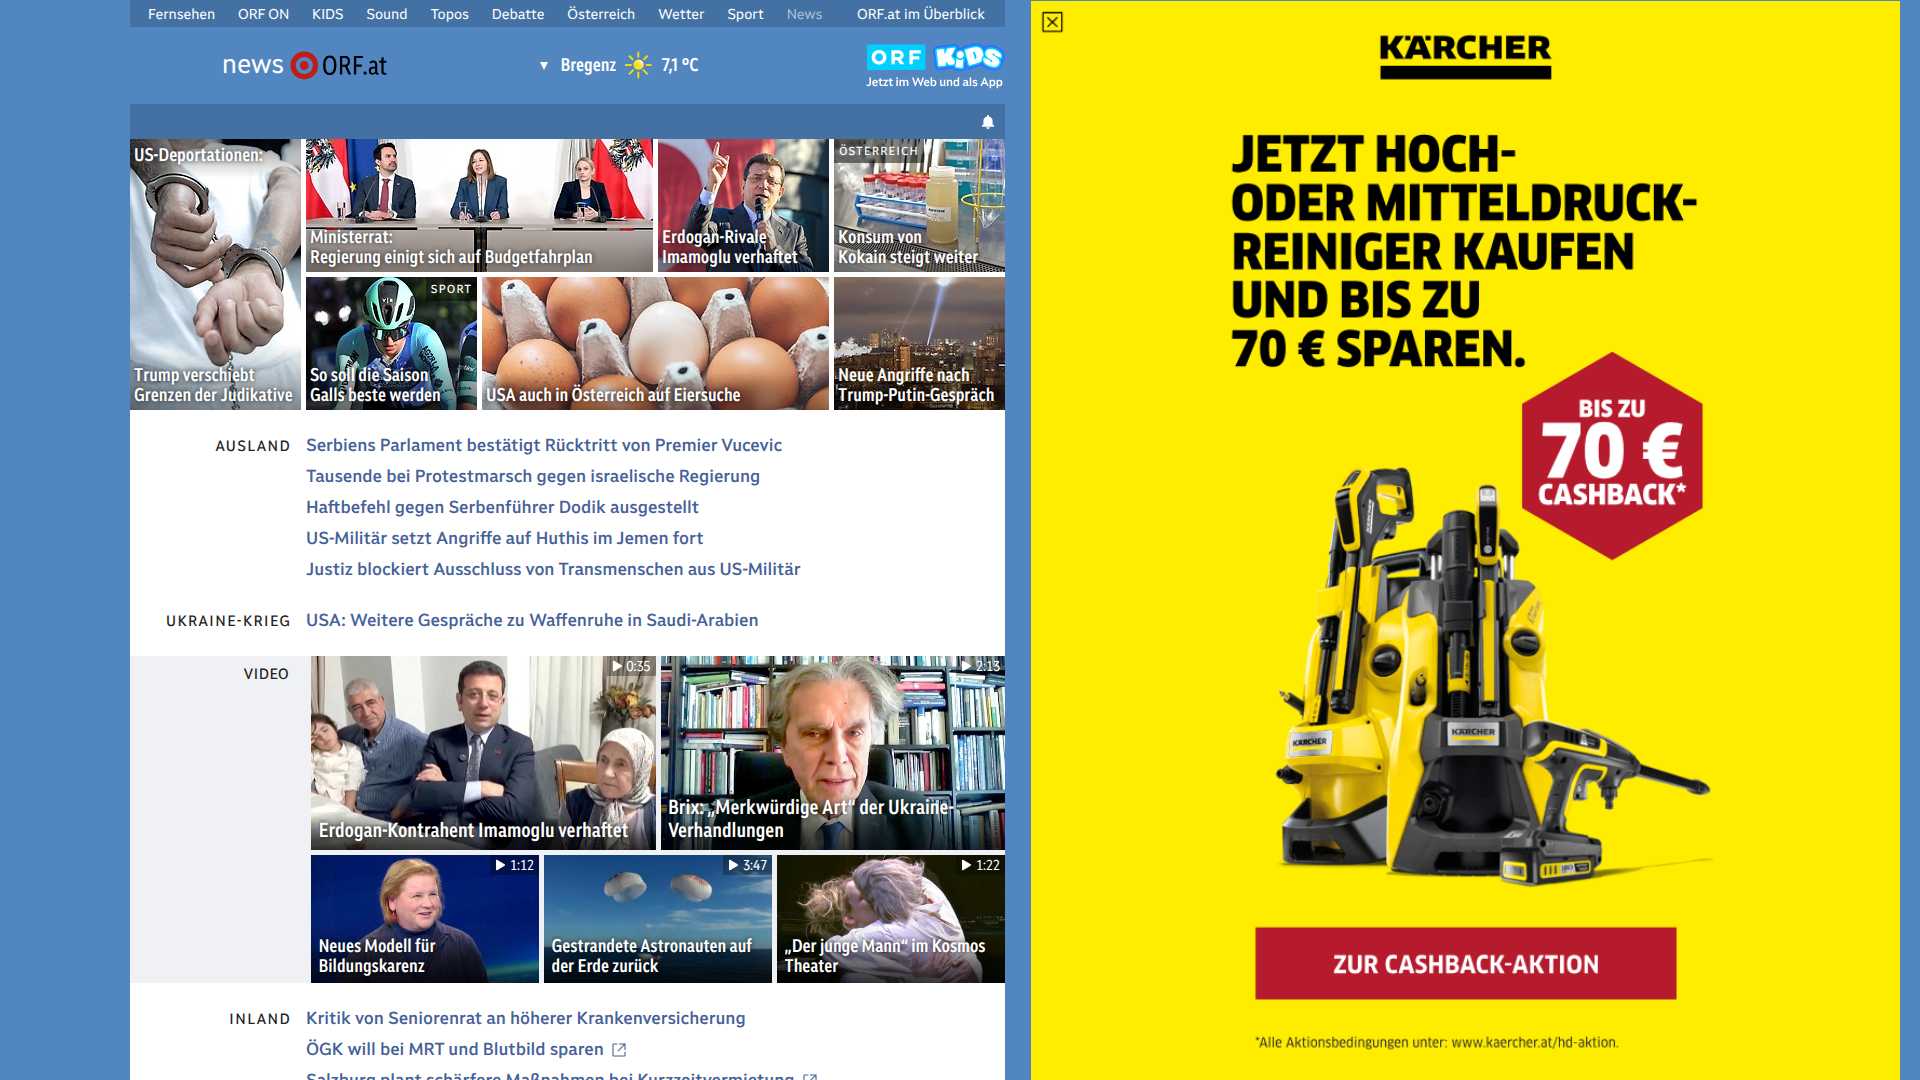 Fernsehen ORF ON KIDS Sound Topos Debatte Österreich Wetter Sport News ORF.at im Überblick
news ORF.at
▼ Bregenz 7,1 °C
ORF KiDS
Jetzt im Web und als App
US-Deportationen:
Trump verschiebt
Grenzen der Judikative
Ministerrat:
Regierung einigt sich auf Budgetfahrplan
Erdogan-Rivale
Imamoglu verhaftet
ÖSTERREICH
Konsum von
Kokain steigt weiter
SPORT
So soll die Saison
Galls beste werden
USA auch in Österreich auf Eiersuche
Neue Angriffe nach
Trump-Putin-Gespräch
AUSLAND
Serbiens Parlament bestätigt Rücktritt von Premier Vucevic
Tausende bei Protestmarsch gegen israelische Regierung
Haftbefehl gegen Serbenführer Dodik ausgestellt
US-Militär setzt Angriffe auf Huthis im Jemen fort
Justiz blockiert Ausschluss von Transmenschen aus US-Militär
UKRAINE-KRIEG
USA: Weitere Gespräche zu Waffenruhe in Saudi-Arabien
VIDEO
0:35
Erdogan-Kontrahent Imamoglu verhaftet
2:13
Brix: „Merkwürdige Art“ der Ukraine-
Verhandlungen
1:12
Neues Modell für
Bildungskarenz
3:47
Gestrandete Astronauten auf
der Erde zurück
1:22
„Der junge Mann“ im Kosmos
Theater
INLAND
Kritik von Seniorenrat an höherer Krankenversicherung
ÖGK will bei MRT und Blutbild sparen
Salzburg plant schärfere Maßnahmen bei Kurzzeitvermietung
KÄRCHER
JETZT HOCH-
ODER MITTELDRUCK-
REINIGER KAUFEN
UND BIS ZU
70 € SPAREN.
BIS ZU
70 €
CASHBACK*
KÄRCHER
KÄRCHER
ZUR CASHBACK-AKTION
*Alle Aktionsbedingungen unter: www.kaercher.at/hd-aktion.